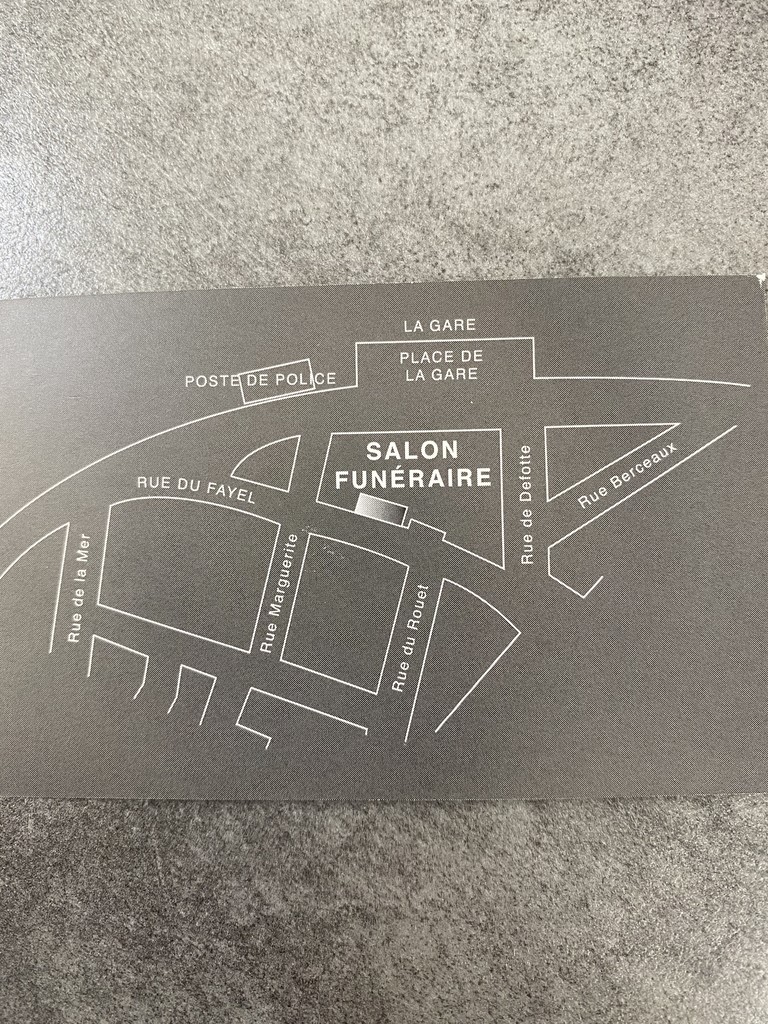 LA GARE
PLACE DE
LA GARE
POSTE DE POLICE
SALON
FUNÉRAIRE
RUE DU FAYEL
Rue de Defotte
Rue Berceaux
Rue de la Mer
Rue Marguerite
Rue du Rouet